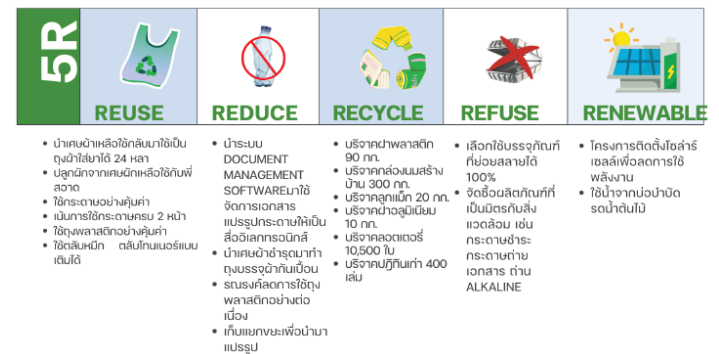 5R
REUSE
REDUCE
RECYCLE
REFUSE
RENEWABLE
• นำเศษผ้าเหลือใช้กลับมาใช้เป็น
ถุงผ้าใส่ยาได้ 24 หลา
• ปลูกผักจากเศษผักเหลือใช้กับพี่
สอาด
• ใช้กระดาษอย่างคุ้มค่า
• เน้นการใช้กระดาษครบ 2 หน้า
• ใช้ถุงพลาสติกอย่างคุ้มค่า
• ใช้ตลับหมึก ตลับโทนเนอร์แบบ
เติมได้
• นำระบบ
DOCUMENT
MANAGEMENT
SOFTWAREมาใช้
จัดการเอกสาร
แปรรูปกระดาษให้เป็น
สื่ออิเลกทรอนิกส์
• นำเศษผ้าชำรุดมาทำ
ถุงบรรจุผ้ากันเปื้อน
• รณรงค์ลดการใช้ถุง
พลาสติกอย่างต่อ
เนื่อง
• เก็บแยกขยะเพื่อนำมา
แปรรูป
• บริจาคฝาพลาสติก
90 กก.
• บริจาคกล่องนมสร้าง
บ้าน 300 กก.
• บริจาคลูกแม็ก 20 กก.
• บริจาคฝาอลูมิเนียม
10 กก.
• บริจาคลอตเตอรี่
10,500 ใบ
• บริจาคปฏิทินเก่า 400
เล่ม
• เลือกใช้บรรจุภัณฑ์
ที่ย่อยสลายได้
100%
• จัดซื้อผลิตภัณฑ์ที่
เป็นมิตรกับสิ่ง
แวดล้อม เช่น
กระดาษชำระ
กระดาษถ่าย
เอกสาร ถ่าน
ALKALINE
• โครงการติดตั้งโซล่าร์
เซลล์เพื่อลดการใช้
พลังงาน
• ใช้น้ำจากบ่อบำบัด
รดน้ำต้นไม้